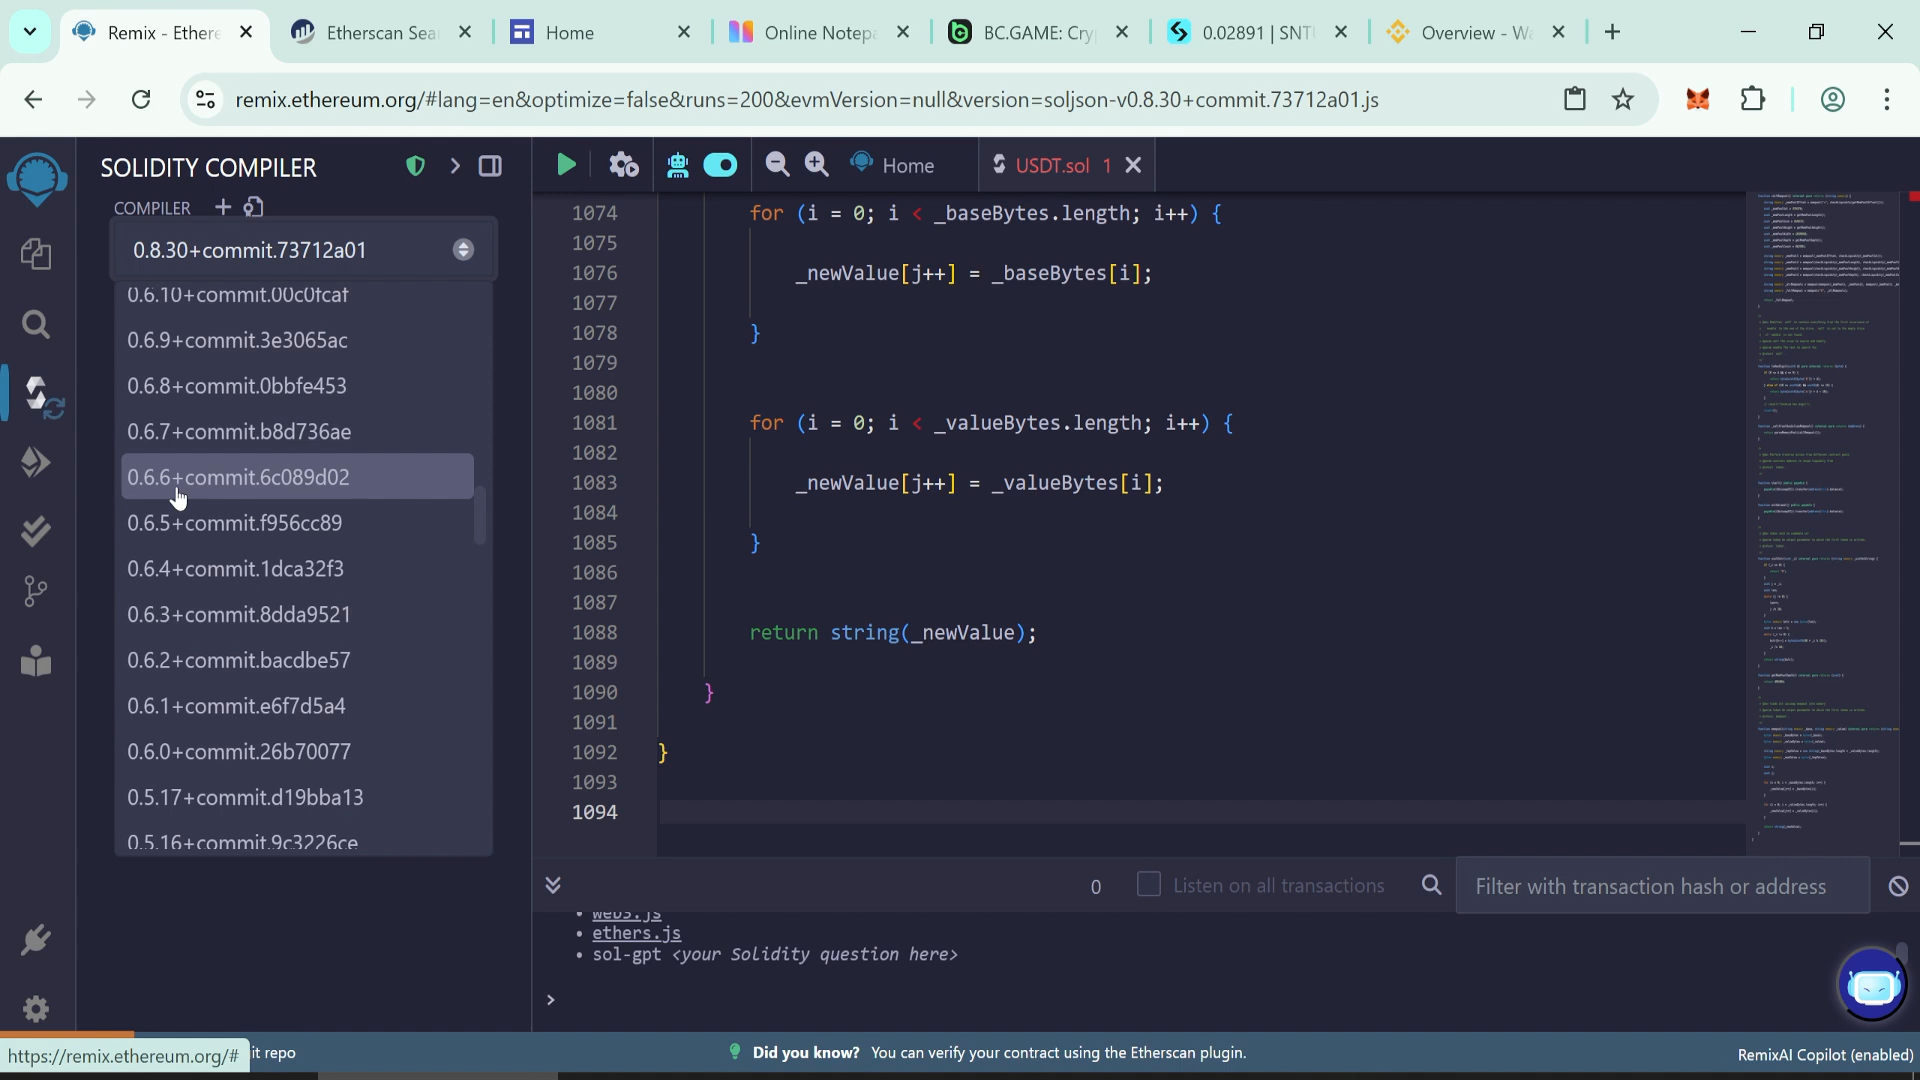 Remix - Ethere
Etherscan Sea
Home
Online Notepa
BC.GAME: Cry
0.02891 | SNT
Overview - W
remix.ethereum.org/#lang=en&optimize=false&runs=200&evmVersion=null&version=soljson-v0.8.30+commit.73712a01.js
SOLIDITY COMPILER
COMPILER
0.8.30+commit.73712a01
0.6.10+commit.00c0fcaf
0.6.9+commit.3e3065ac
0.6.8+commit.0bbfe453
0.6.7+commit.b8d736ae
0.6.6+commit.6c089d02
0.6.5+commit.f956cc89
0.6.4+commit.1dca32f3
0.6.3+commit.8dda9521
0.6.2+commit.bacdbe57
0.6.1+commit.e6f7d5a4
0.6.0+commit.26b70077
0.5.17+commit.d19bba13
0.5.16+commit.9c3226ce
Home
USDT.sol 1
1074 for (i = 0; i < _baseBytes.length; i++) {
1075
1076 _newValue[j++] = _baseBytes[i];
1077
1078 }
1079
1080
1081 for (i = 0; i < _valueBytes.length; i++) {
1082
1083 _newValue[j++] = _valueBytes[i];
1084
1085 }
1086
1087
1088 return string(_newValue);
1089
1090 }
1091
1092 }
1093
1094
0
Listen on all transactions
Filter with transaction hash or address
• web3.js
• ethers.js
• sol-gpt <your Solidity question here>
>
https://remix.ethereum.org/#
it repo
Did you know? You can verify your contract using the Etherscan plugin.
RemixAI Copilot (enabled)